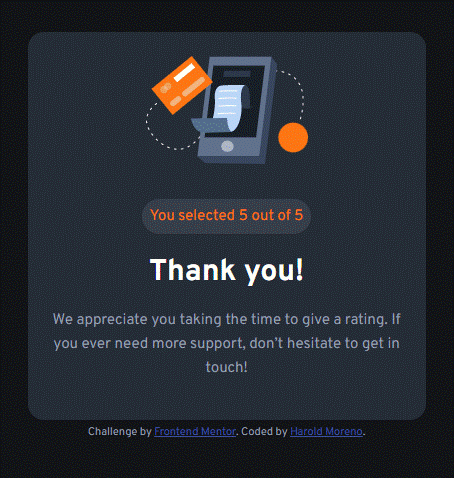 You selected 5 out of 5
Thank you!
We appreciate you taking the time to give a rating. If
you ever need more support, don't hesitate to get in
touch!
Challenge by Frontend Mentor. Coded by Harold Moreno.